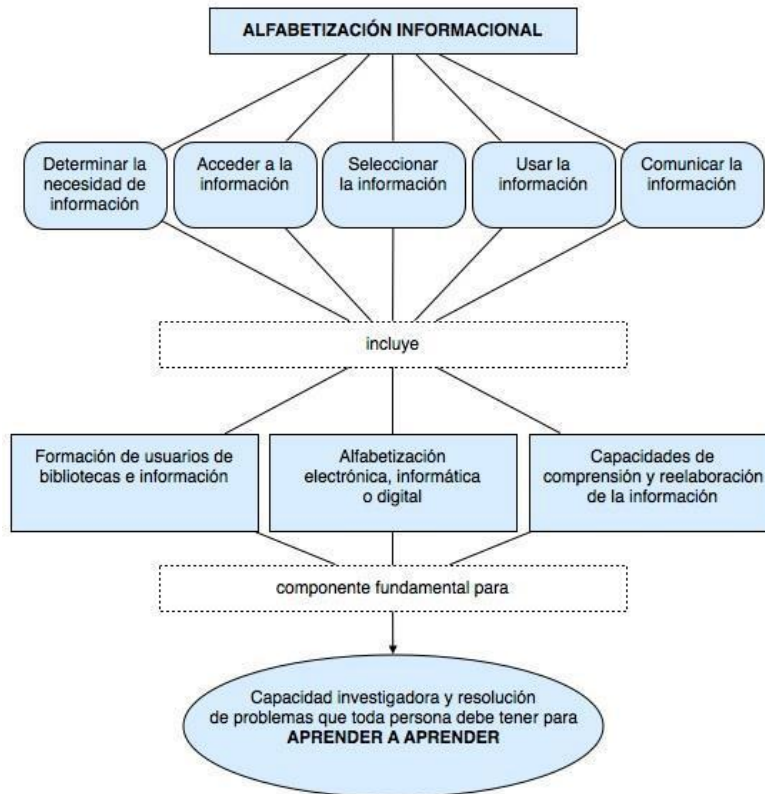 ALFABETIZACIÓN INFORMACIONAL
Determinar la
necesidad de
información
Acceder a la
información
Seleccionar
la información
Usar la
información
Comunicar la
información
incluye
Formación de usuarios de
bibliotecas e información
Alfabetización
electrónica, informática
o digital
Capacidades de
comprensión y reelaboración
de la información
componente fundamental para
Capacidad investigadora y resolución
de problemas que toda persona debe tener para
APRENDER A APRENDER